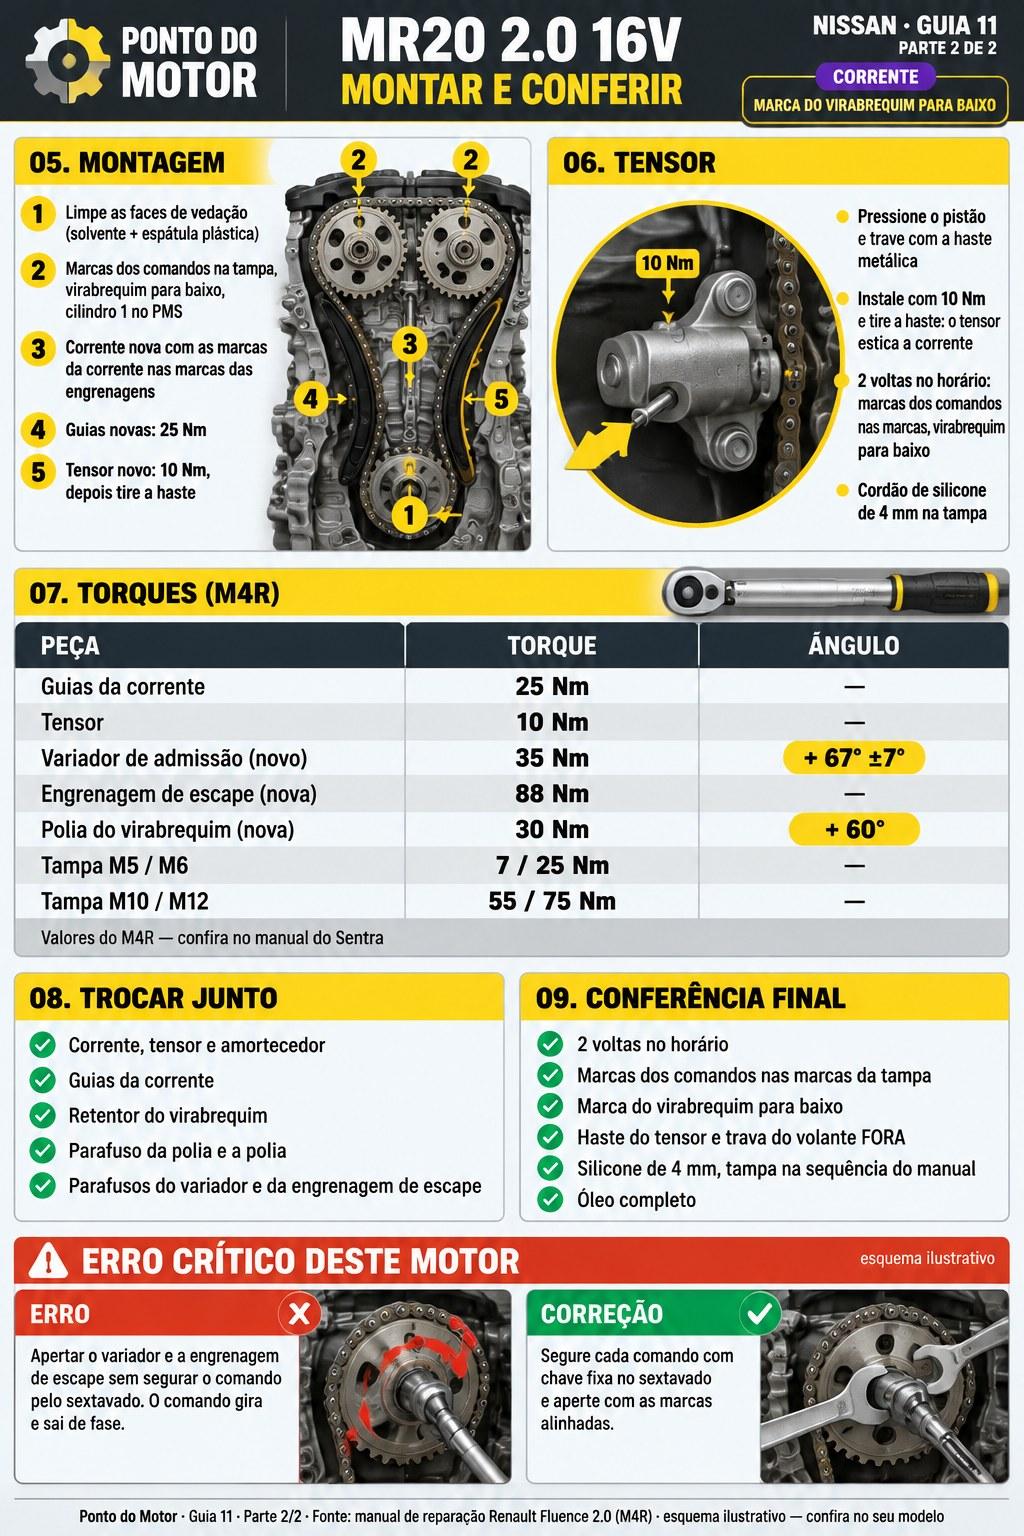 PONTO DO
MOTOR
MR20 2.0 16V
MONTAR E CONFERIR
NISSAN · GUIA 11
PARTE 2 DE 2
CORRENTE
MARCA DO VIRABREQUIM PARA BAIXO
05. MONTAGEM
1 Limpe as faces de vedação
(solvente + espátula plástica)
2 Marcas dos comandos na tampa,
virabrequim para baixo,
cilindro 1 no PMS
3 Corrente nova com as marcas
da corrente nas marcas das
engrenagens
4 Guias novas: 25 Nm
5 Tensor novo: 10 Nm,
depois tire a haste
2 2
3
4 5
1
06. TENSOR
10 Nm
Pressione o pistão
e trave com a haste
metálica
Instale com 10 Nm
e tire a haste: o tensor
estica a corrente
2 voltas no horário:
marcas dos comandos
nas marcas, virabrequim
para baixo
Cordão de silicone
de 4 mm na tampa
07. TORQUES (M4R)
PEÇA TORQUE ÁNGULO
Guias da corrente 25 Nm —
Tensor 10 Nm —
Variador de admissão (novo) 35 Nm + 67° ±7°
Engrenagem de escape (nova) 88 Nm —
Polia do virabrequim (nova) 30 Nm + 60°
Tampa M5 / M6 7 / 25 Nm —
Tampa M10 / M12 55 / 75 Nm —
Valores do M4R — confira no manual do Sentra
08. TROCAR JUNTO
Corrente, tensor e amortecedor
Guias da corrente
Retentor do virabrequim
Parafuso da polia e a polia
Parafusos do variador e da engrenagem de escape
09. CONFERÊNCIA FINAL
2 voltas no horário
Marcas dos comandos nas marcas da tampa
Marca do virabrequim para baixo
Haste do tensor e trava do volante FORA
Silicone de 4 mm, tampa na sequência do manual
Óleo completo
ERRO CRÍTICO DESTE MOTOR
esquema ilustrativo
ERRO
Apertar o variador e a engrenagem
de escape sem segurar o comando
pelo sextavado. O comando gira
e sai de fase.
CORREÇÃO
Segure cada comando com
chave fixa no sextavado
e aperte com as marcas
alinhadas.
Ponto do Motor · Guia 11 · Parte 2/2 · Fonte: manual de reparação Renault Fluence 2.0 (M4R) · esquema ilustrativo — confira no seu modelo